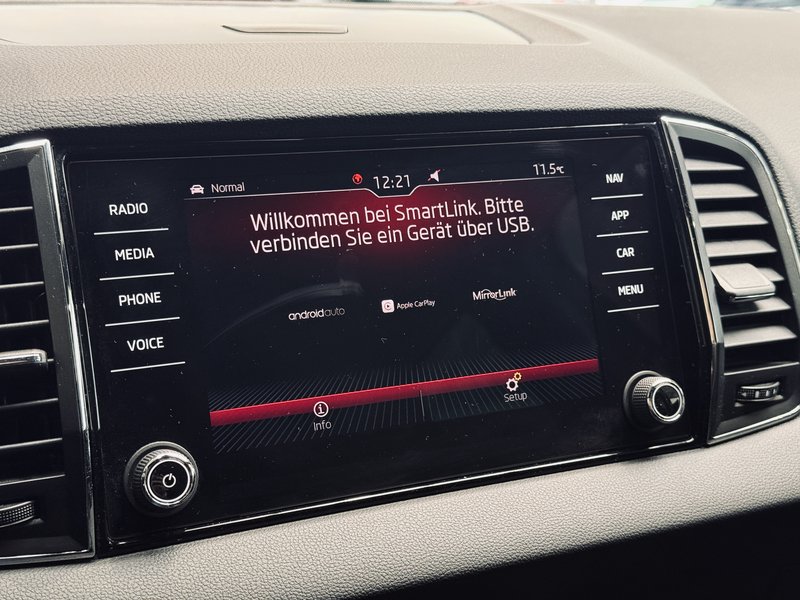 RADIO
MEDIA
PHONE
VOICE
Normal
12:21
11.5°C
Willkommen bei SmartLink. Bitte
verbinden Sie ein Gerät über USB.
androidauto
Apple CarPlay
MirrorLink
Info
Setup
NAV
APP
CAR
MENU